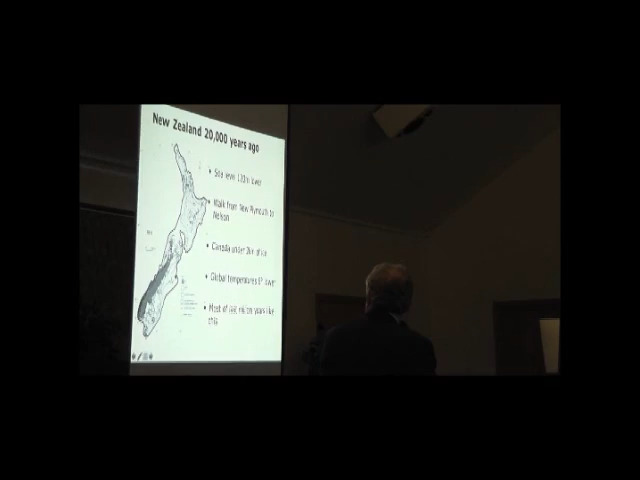 New Zealand 20,000 years ago
• Sea level 120m lower
• Walk from New Plymouth to
Nelson
• Canada under 2km of ice
• Global temperatures 5° lower
• Most of last million years like
this